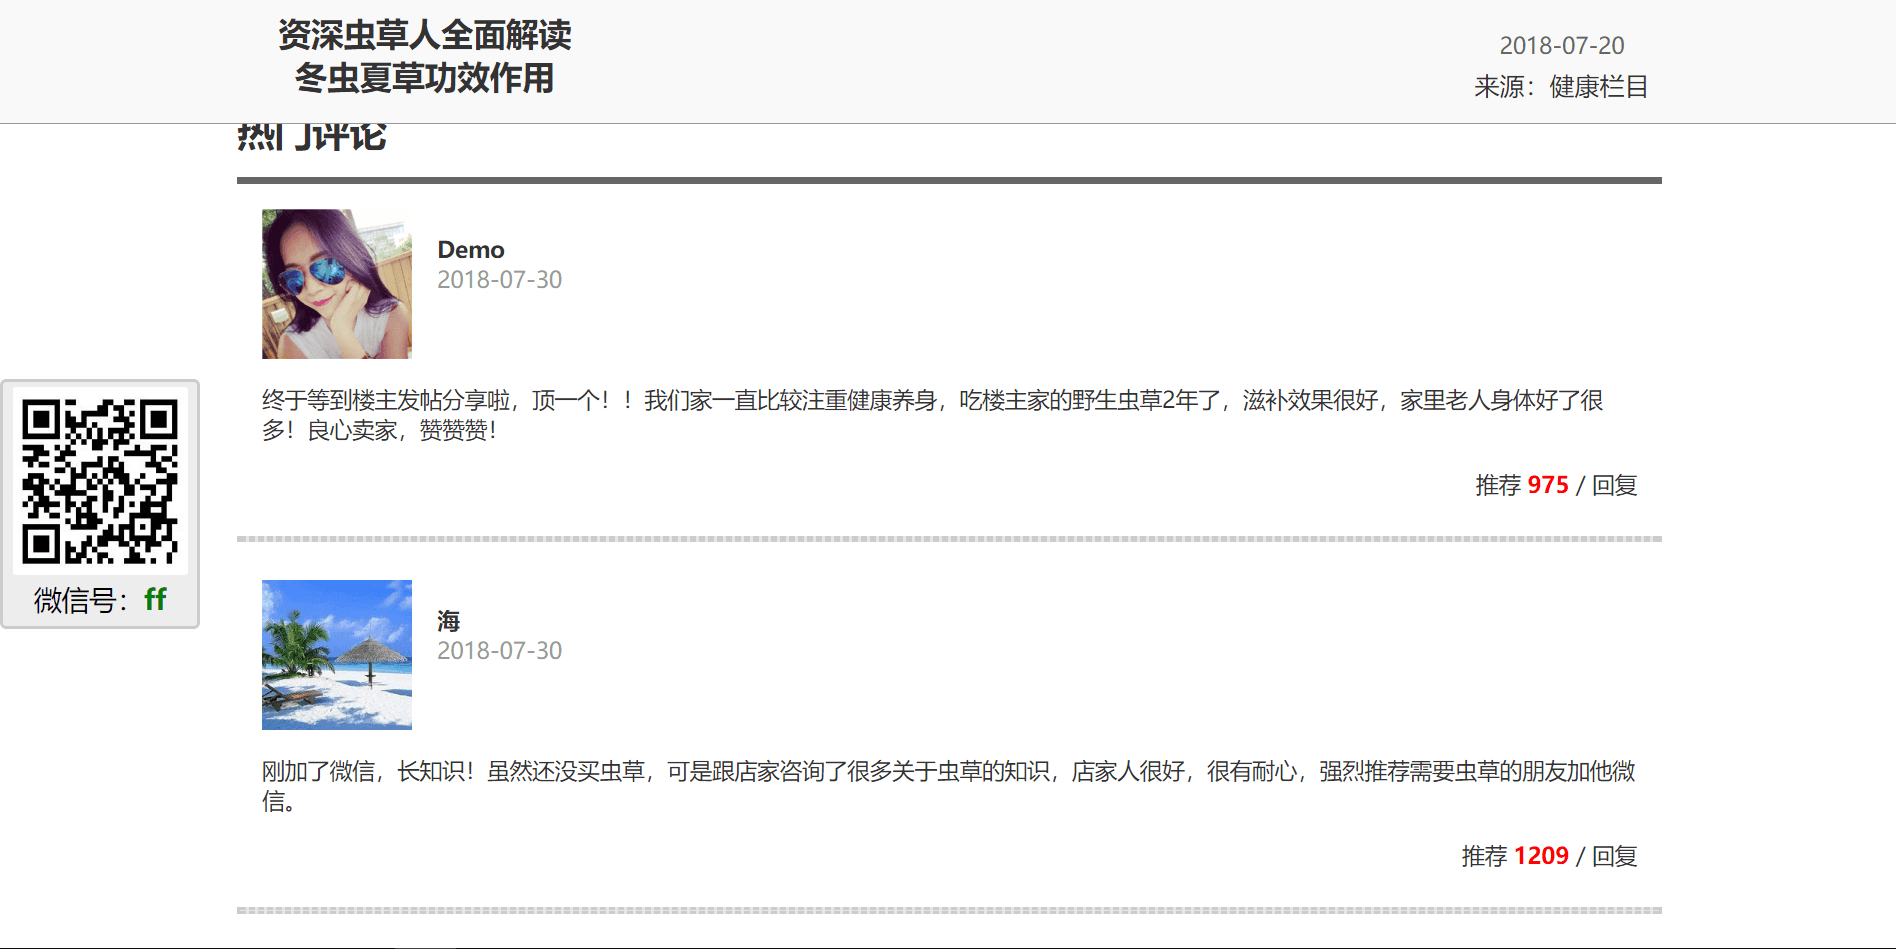 资深虫草人全面解读
冬虫夏草功效作用
2018-07-20
来源：健康栏目
热门评论
Demo
2018-07-30
终于等到楼主发帖分享啦，顶一个！！我们家一直比较注重健康养身，吃楼主家的野生虫草2年了，滋补效果很好，家里老人身体好了很
多！良心卖家，赞赞赞！
推荐 975 / 回复
微信号：ff
海
2018-07-30
刚加了微信，长知识！虽然还没买虫草，可是跟店家咨询了很多关于虫草的知识，店家人很好，很有耐心，强烈推荐需要虫草的朋友加他微
信。
推荐 1209 / 回复